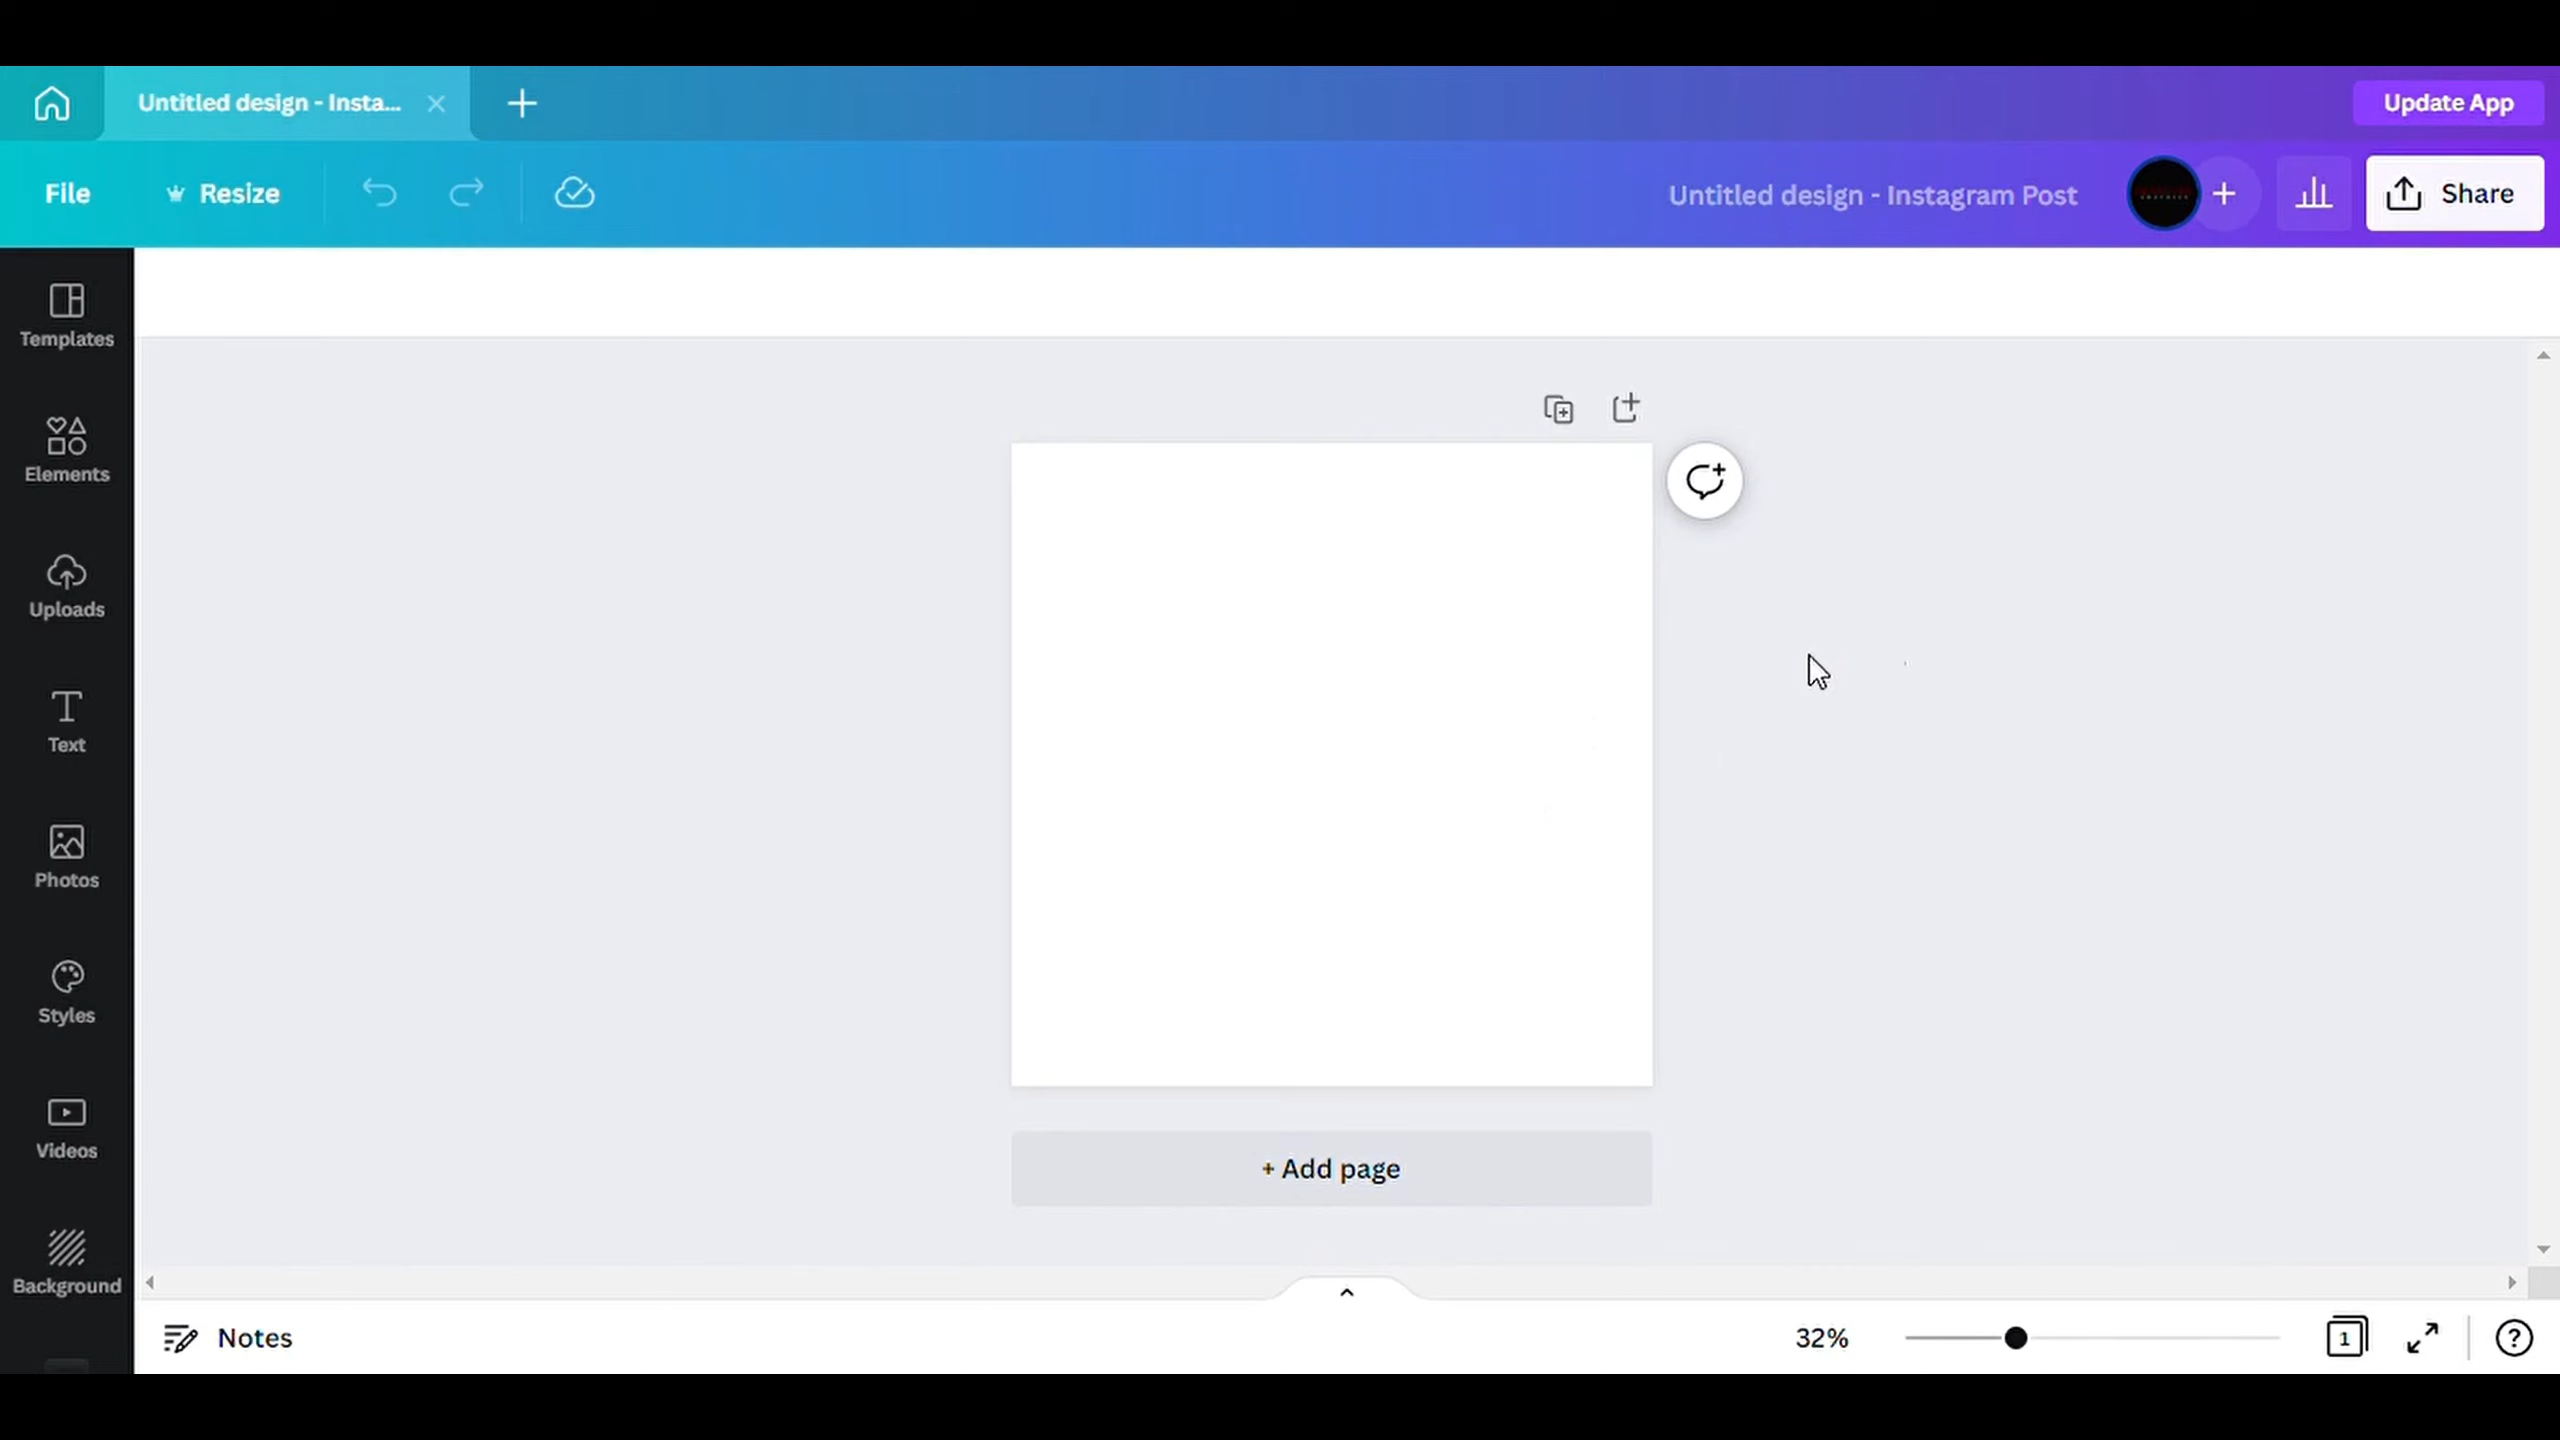 Untitled design - Insta...
Update App
File
Resize
Untitled design - Instagram Post
Share
Templates
Elements
Uploads
Text
Photos
Styles
Videos
Background
+ Add page
Notes
32%
1
?